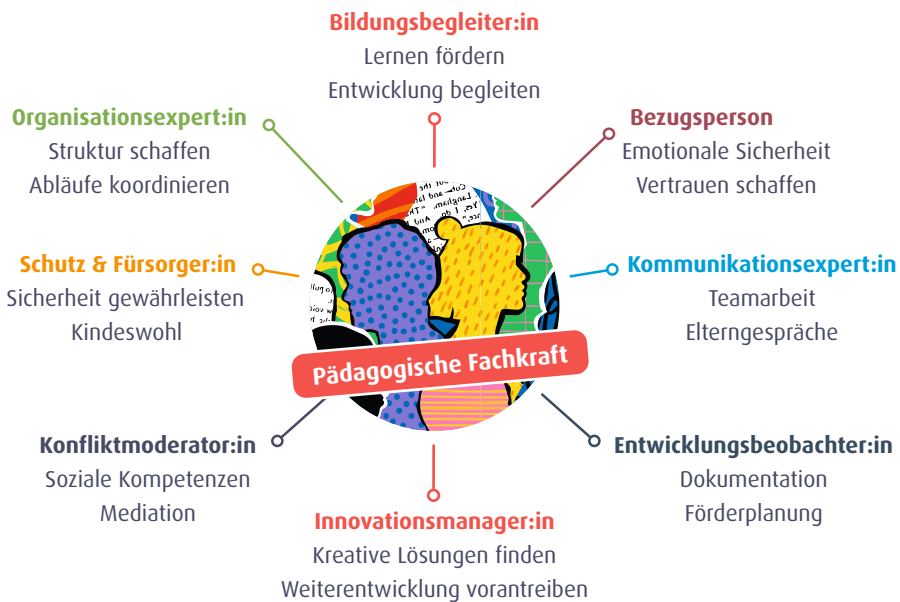 Bildungsbegleiter:in
Lernen fördern
Entwicklung begleiten
Organisationsexpert:in
Struktur schaffen
Abläufe koordinieren
Bezugsperson
Emotionale Sicherheit
Vertrauen schaffen
Schutz & Fürsorger:in
Sicherheit gewährleisten
Kindeswohl
Kommunikationsexpert:in
Teamarbeit
Elterngespräche
Pädagogische Fachkraft
Konfliktmoderator:in
Soziale Kompetenzen
Mediation
Entwicklungsbeobachter:in
Dokumentation
Förderplanung
Innovationsmanager:in
Kreative Lösungen finden
Weiterentwicklung vorantreiben